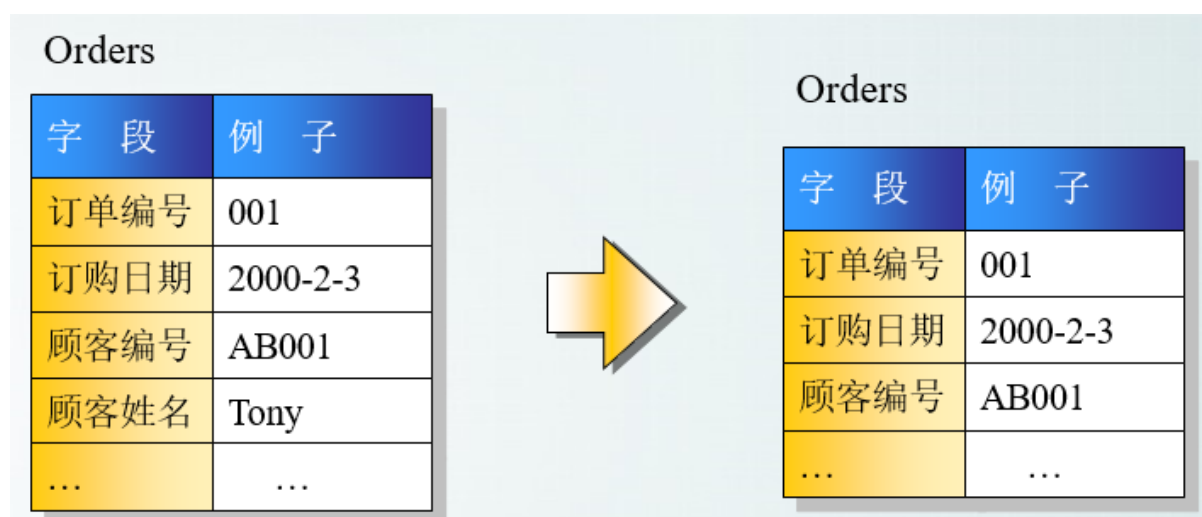 Orders
字 段 例 子
订单编号 001
订购日期 2000-2-3
顾客编号 AB001
顾客姓名 Tony
… …
Orders
字 段 例 子
订单编号 001
订购日期 2000-2-3
顾客编号 AB001
… …